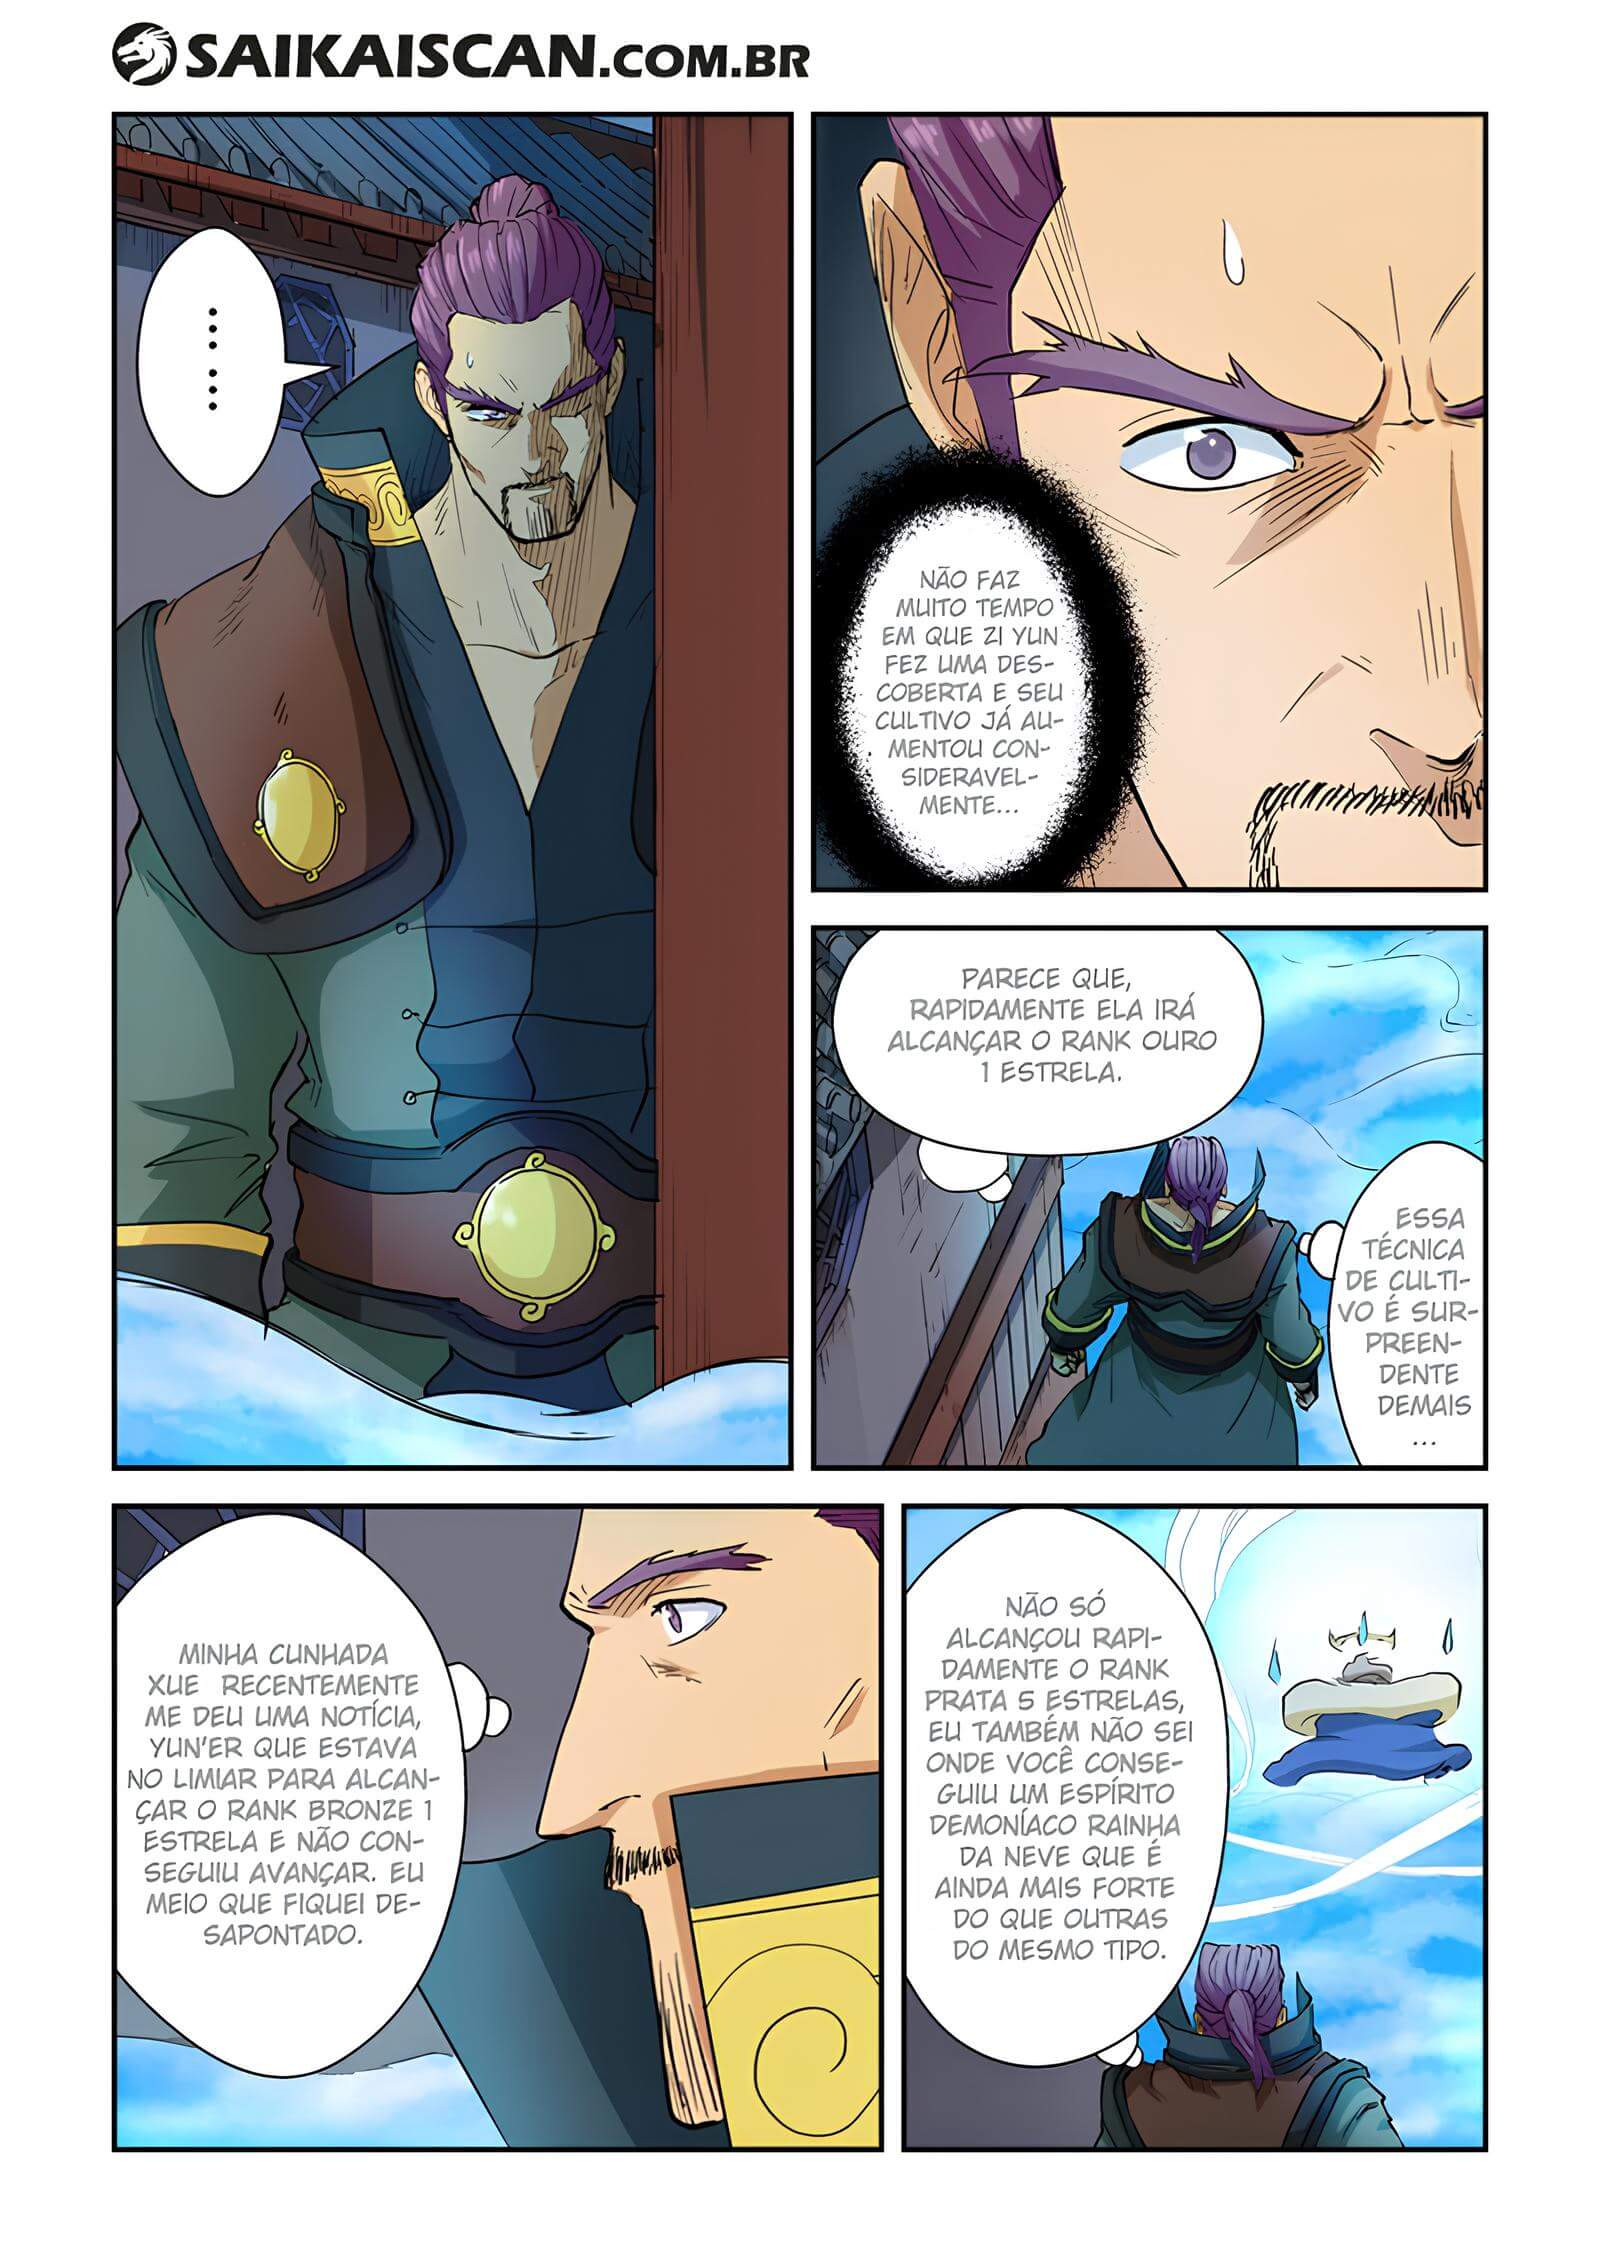 SAIKAISCAN.COM.BR
......
NÃO FAZ
MUITO TEMPO
EM QUE ZI YUN
FEZ UMA DES-
COBERTA E SEU
CULTIVO JÁ AU-
MENTOU CON-
SIDERAVEL-
MENTE...
PARECE QUE,
RAPIDAMENTE ELA IRÁ
ALCANÇAR O RANK OURO
1 ESTRELA.
ESSA
TÉCNICA
DE CULTI-
VO É SUR-
PREEN-
DENTE
DEMAIS
...
MINHA CUNHADA
XUE RECENTEMENTE
ME DEU UMA NOTÍCIA,
YUN'ER QUE ESTAVA
NO LIMIAR PARA ALCAN-
ÇAR O RANK BRONZE 1
ESTRELA E NÃO CON-
SEGUIU AVANÇAR. EU
MEIO QUE FIQUEI DE-
SAPONTADO.
NÃO SÓ
ALCANÇOU RAPI-
DAMENTE O RANK
PRATA 5 ESTRELAS,
EU TAMBÉM NÃO SEI
ONDE VOCÊ CONSE-
GUIU UM ESPÍRITO
DEMONÍACO RAINHA
DA NEVE QUE É
AINDA MAIS FORTE
DO QUE OUTRAS
DO MESMO TIPO.